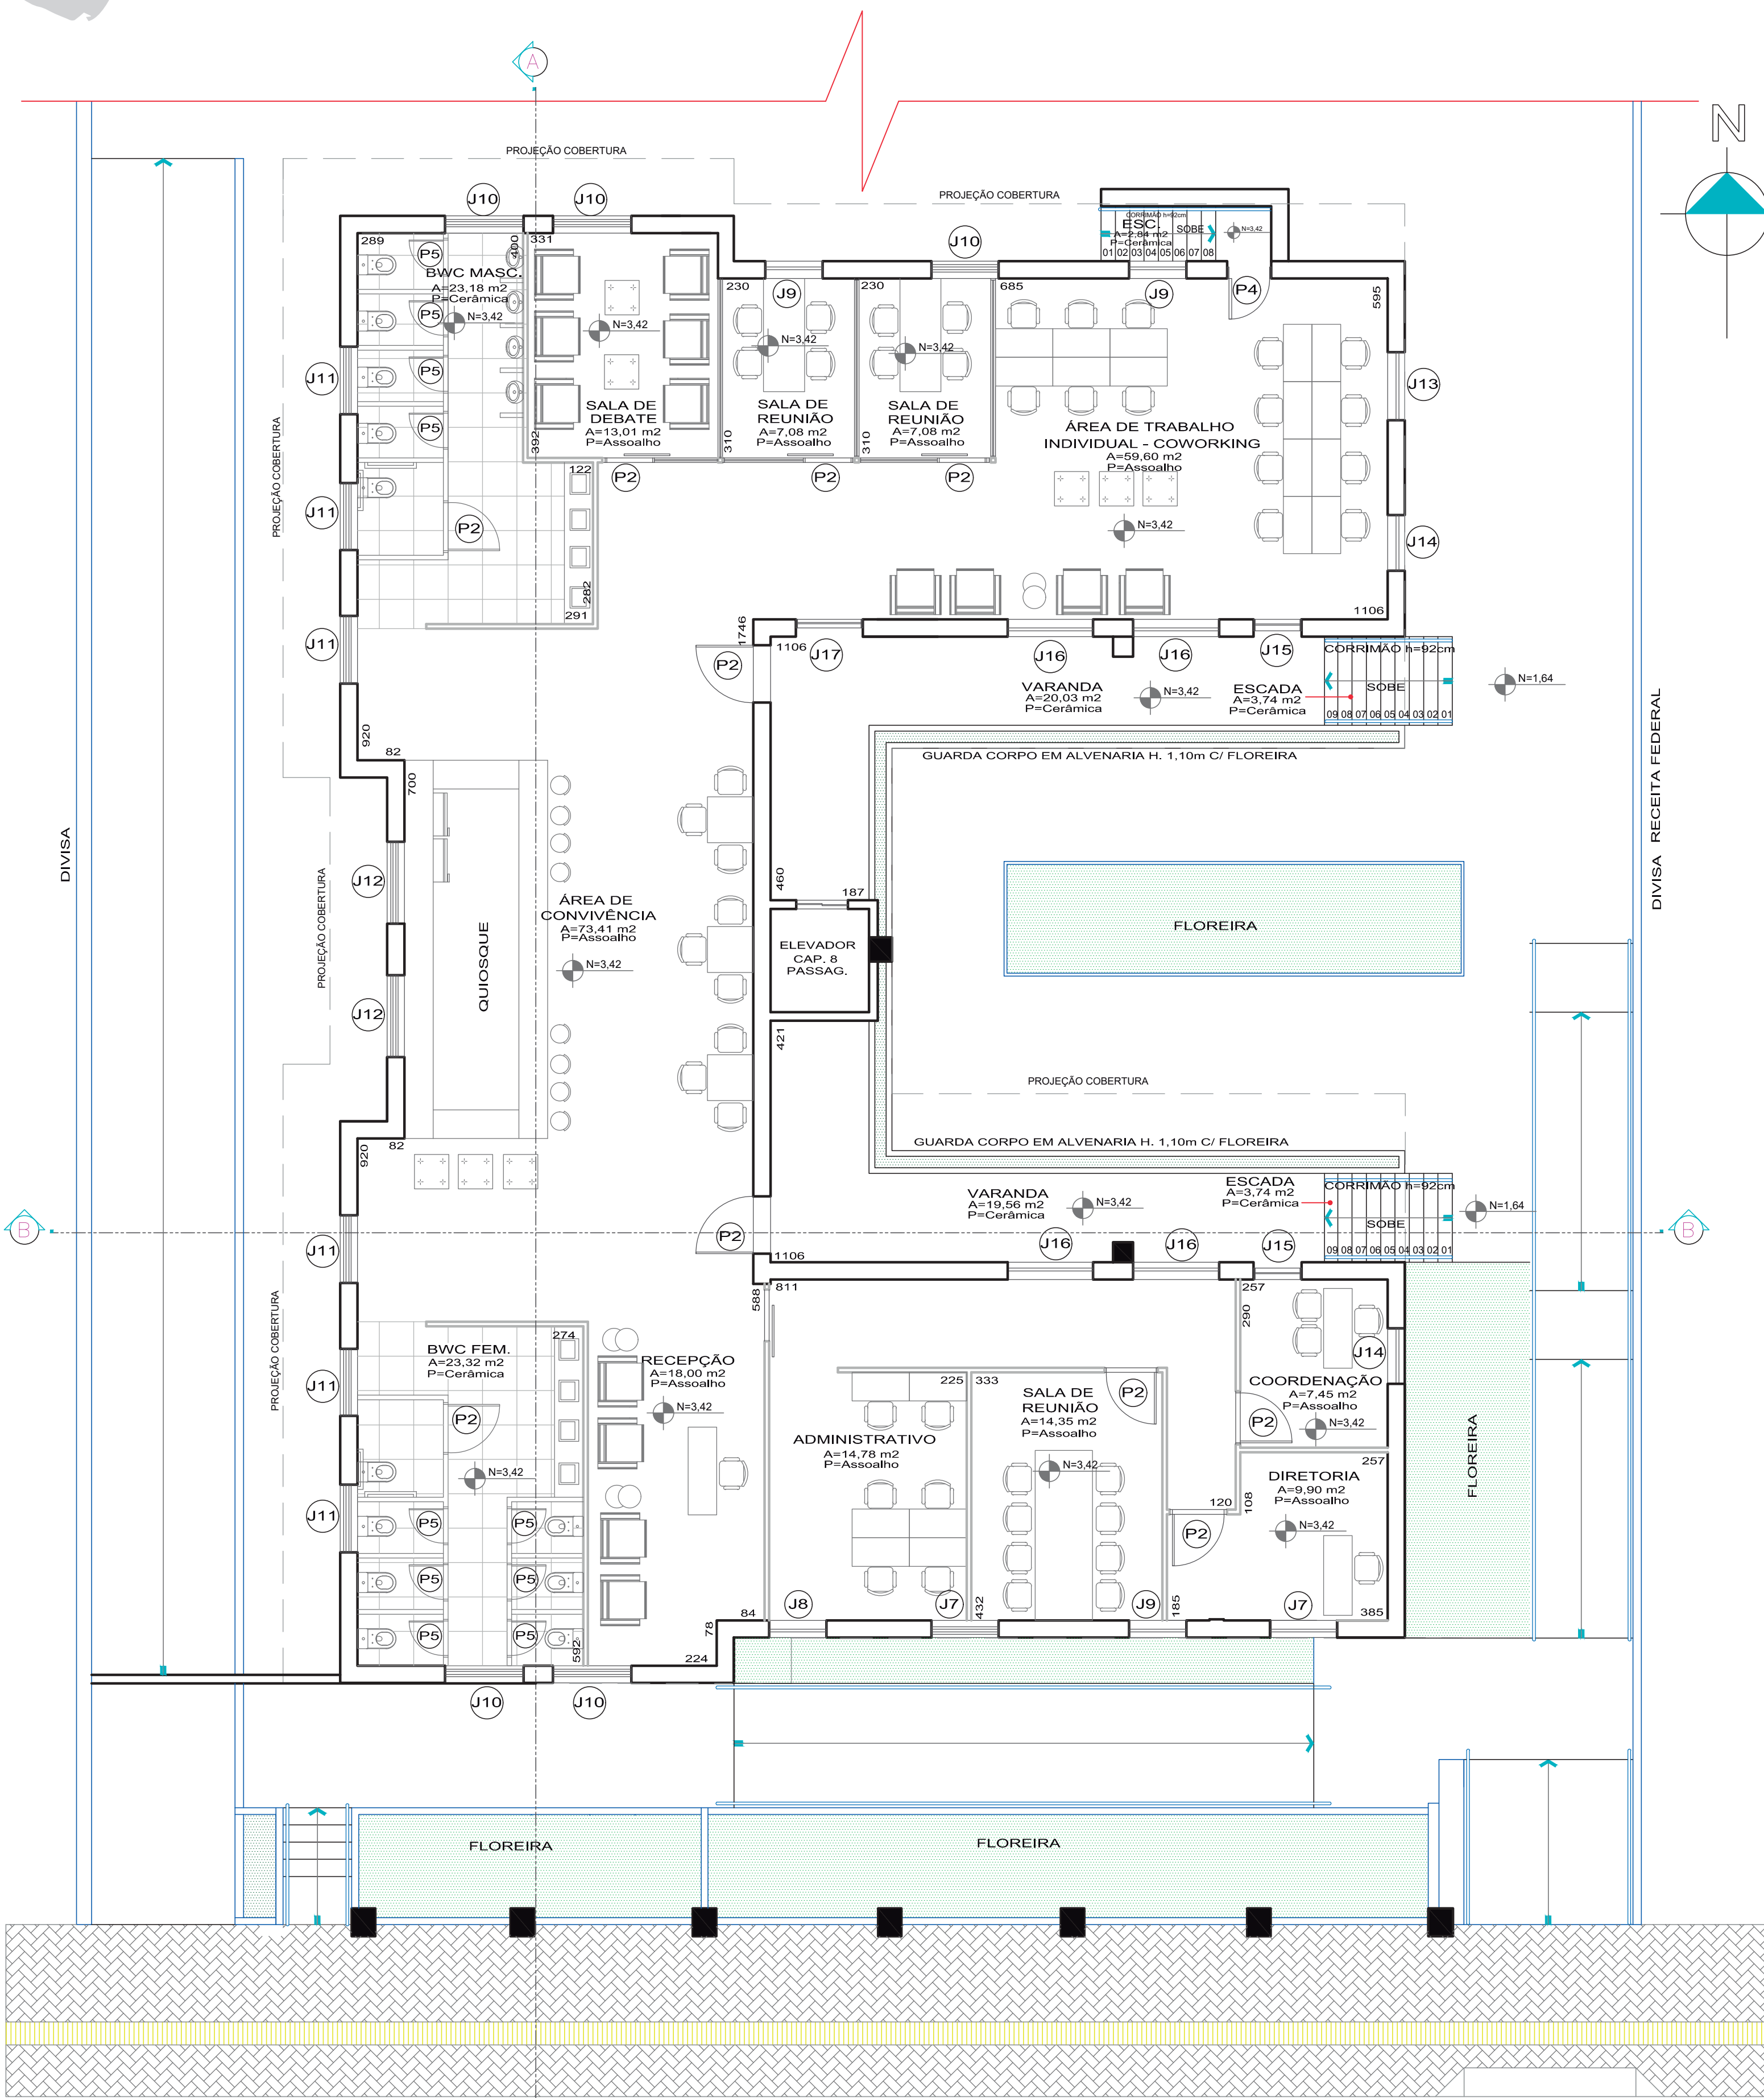 A
N
PROJEÇÃO COBERTURA
PROJEÇÃO COBERTURA
J10
J10
J10
CORRIMÃO h=92cm
ESC.
A=2,84 m2
P=Cerâmica
SOBE
N=3,42
01 02 03 04 05 06 07 08
289
P5
400
331
BWC MASC.
A=23,18 m2
P=Cerâmica
P5
N=3,42
P5
P5
N=3,42
SALA DE
DEBATE
A=13,01 m2
P=Assoalho
392
230
J9
N=3,42
SALA DE
REUNIÃO
A=7,08 m2
P=Assoalho
310
230
N=3,42
SALA DE
REUNIÃO
A=7,08 m2
P=Assoalho
310
685
J9
P4
595
J13
ÁREA DE TRABALHO
INDIVIDUAL - COWORKING
A=59,60 m2
P=Assoalho
N=3,42
J14
1106
J11
J11
J11
PROJEÇÃO COBERTURA
P2
122
282
291
P2
P2
P2
1746
1106
P2
J17
J16
J16
J15
CORRIMÃO h=92cm
SOBE
09 08 07 06 05 04 03 02 01
N=1,64
VARANDA
A=20,03 m2
P=Cerâmica
N=3,42
ESCADA
A=3,74 m2
P=Cerâmica
GUARDA CORPO EM ALVENARIA H. 1,10m C/ FLOREIRA
DIVISA RECEITA FEDERAL
DIVISA
920
82
700
J12
J12
PROJEÇÃO COBERTURA
QUIOSQUE
ÁREA DE
CONVIVÊNCIA
A=73,41 m2
P=Assoalho
N=3,42
460
187
ELEVADOR
CAP. 8
PASSAG.
421
FLOREIRA
PROJEÇÃO COBERTURA
GUARDA CORPO EM ALVENARIA H. 1,10m C/ FLOREIRA
920
82
VARANDA
A=19,56 m2
P=Cerâmica
N=3,42
ESCADA
A=3,74 m2
P=Cerâmica
CORRIMÃO h=92cm
SOBE
09 08 07 06 05 04 03 02 01
N=1,64
B
B
P2
1106
J16
J16
J15
J11
J11
J11
PROJEÇÃO COBERTURA
588
811
257
290
274
BWC FEM.
A=23,32 m2
P=Cerâmica
P2
N=3,42
P5
P5
P5
P5
P5
P5
592
RECEPÇÃO
A=18,00 m2
P=Assoalho
N=3,42
84
78
224
225
ADMINISTRATIVO
A=14,78 m2
P=Assoalho
J8
J7
333
SALA DE
REUNIÃO
A=14,35 m2
P=Assoalho
N=3,42
P2
432
J9
J14
COORDENAÇÃO
A=7,45 m2
P=Assoalho
N=3,42
P2
257
DIRETORIA
A=9,90 m2
P=Assoalho
N=3,42
120
108
P2
185
J7
385
FLOREIRA
J10
J10
FLOREIRA
FLOREIRA